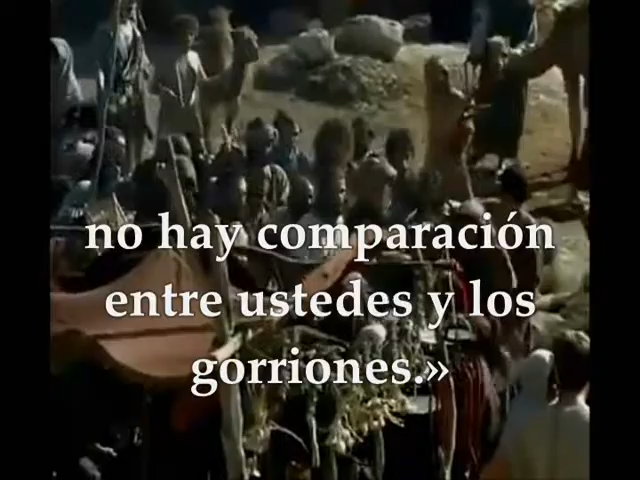 no hay comparación
entre ustedes y los
gorriones.»